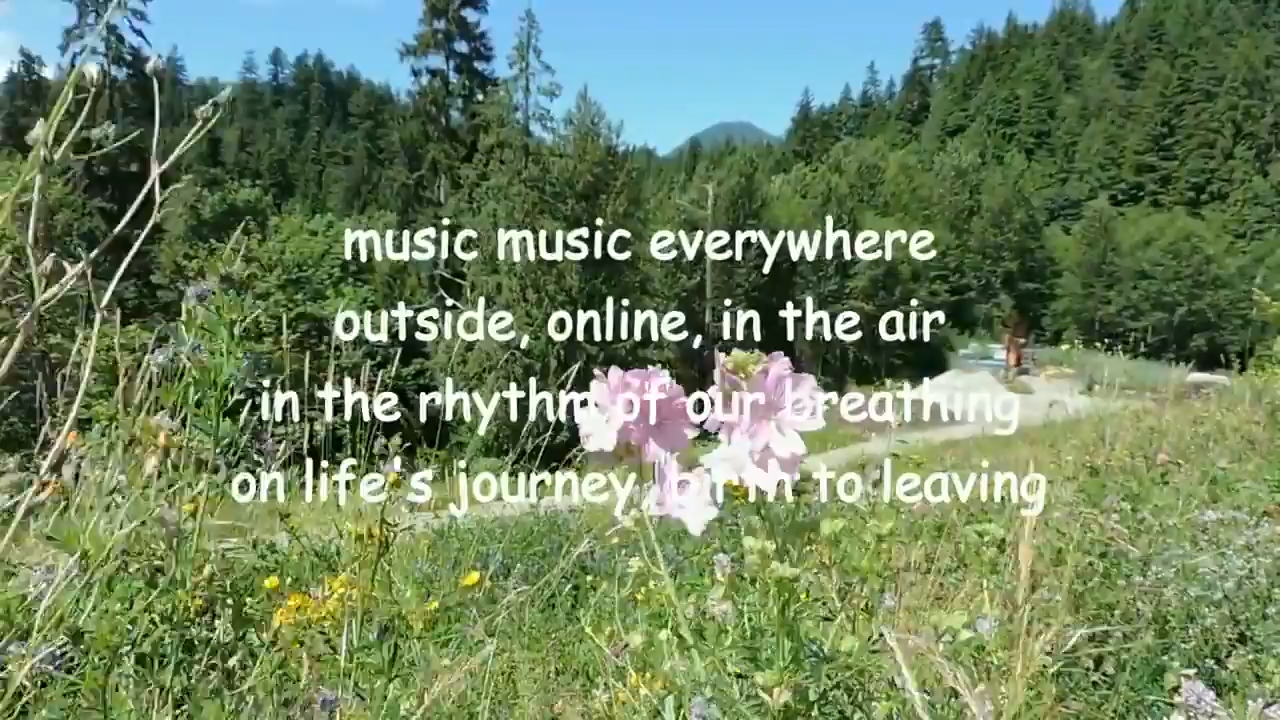 music music everywhere
outside, online, in the air
in the rhythm of our breathing
on life's journey, birth to leaving